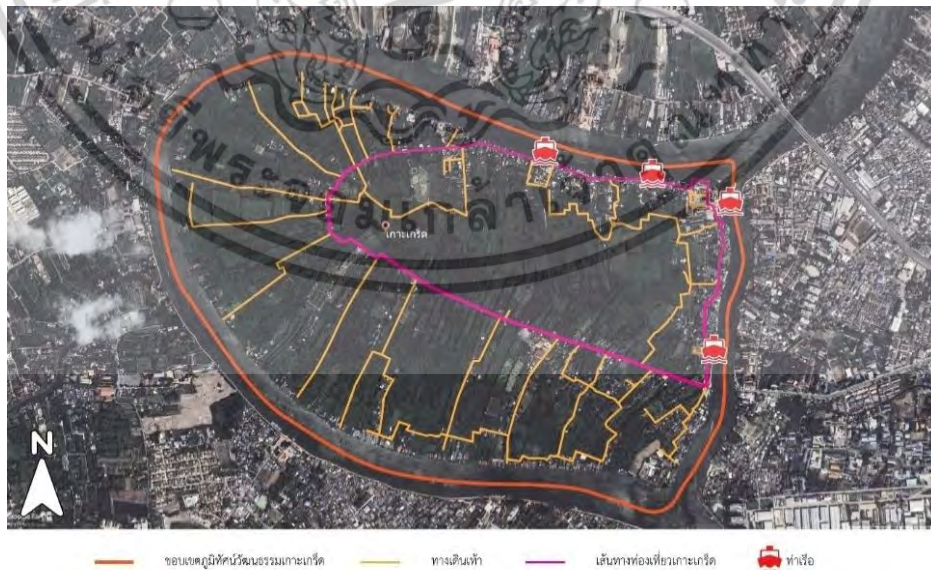 เกาะเกร็ด
N
ขอบเขตภูมิทัศน์วัฒนธรรมเกาะเกร็ด
ทางเดินเท้า
เส้นทางท่องเที่ยวเกาะเกร็ด
ท่าเรือ